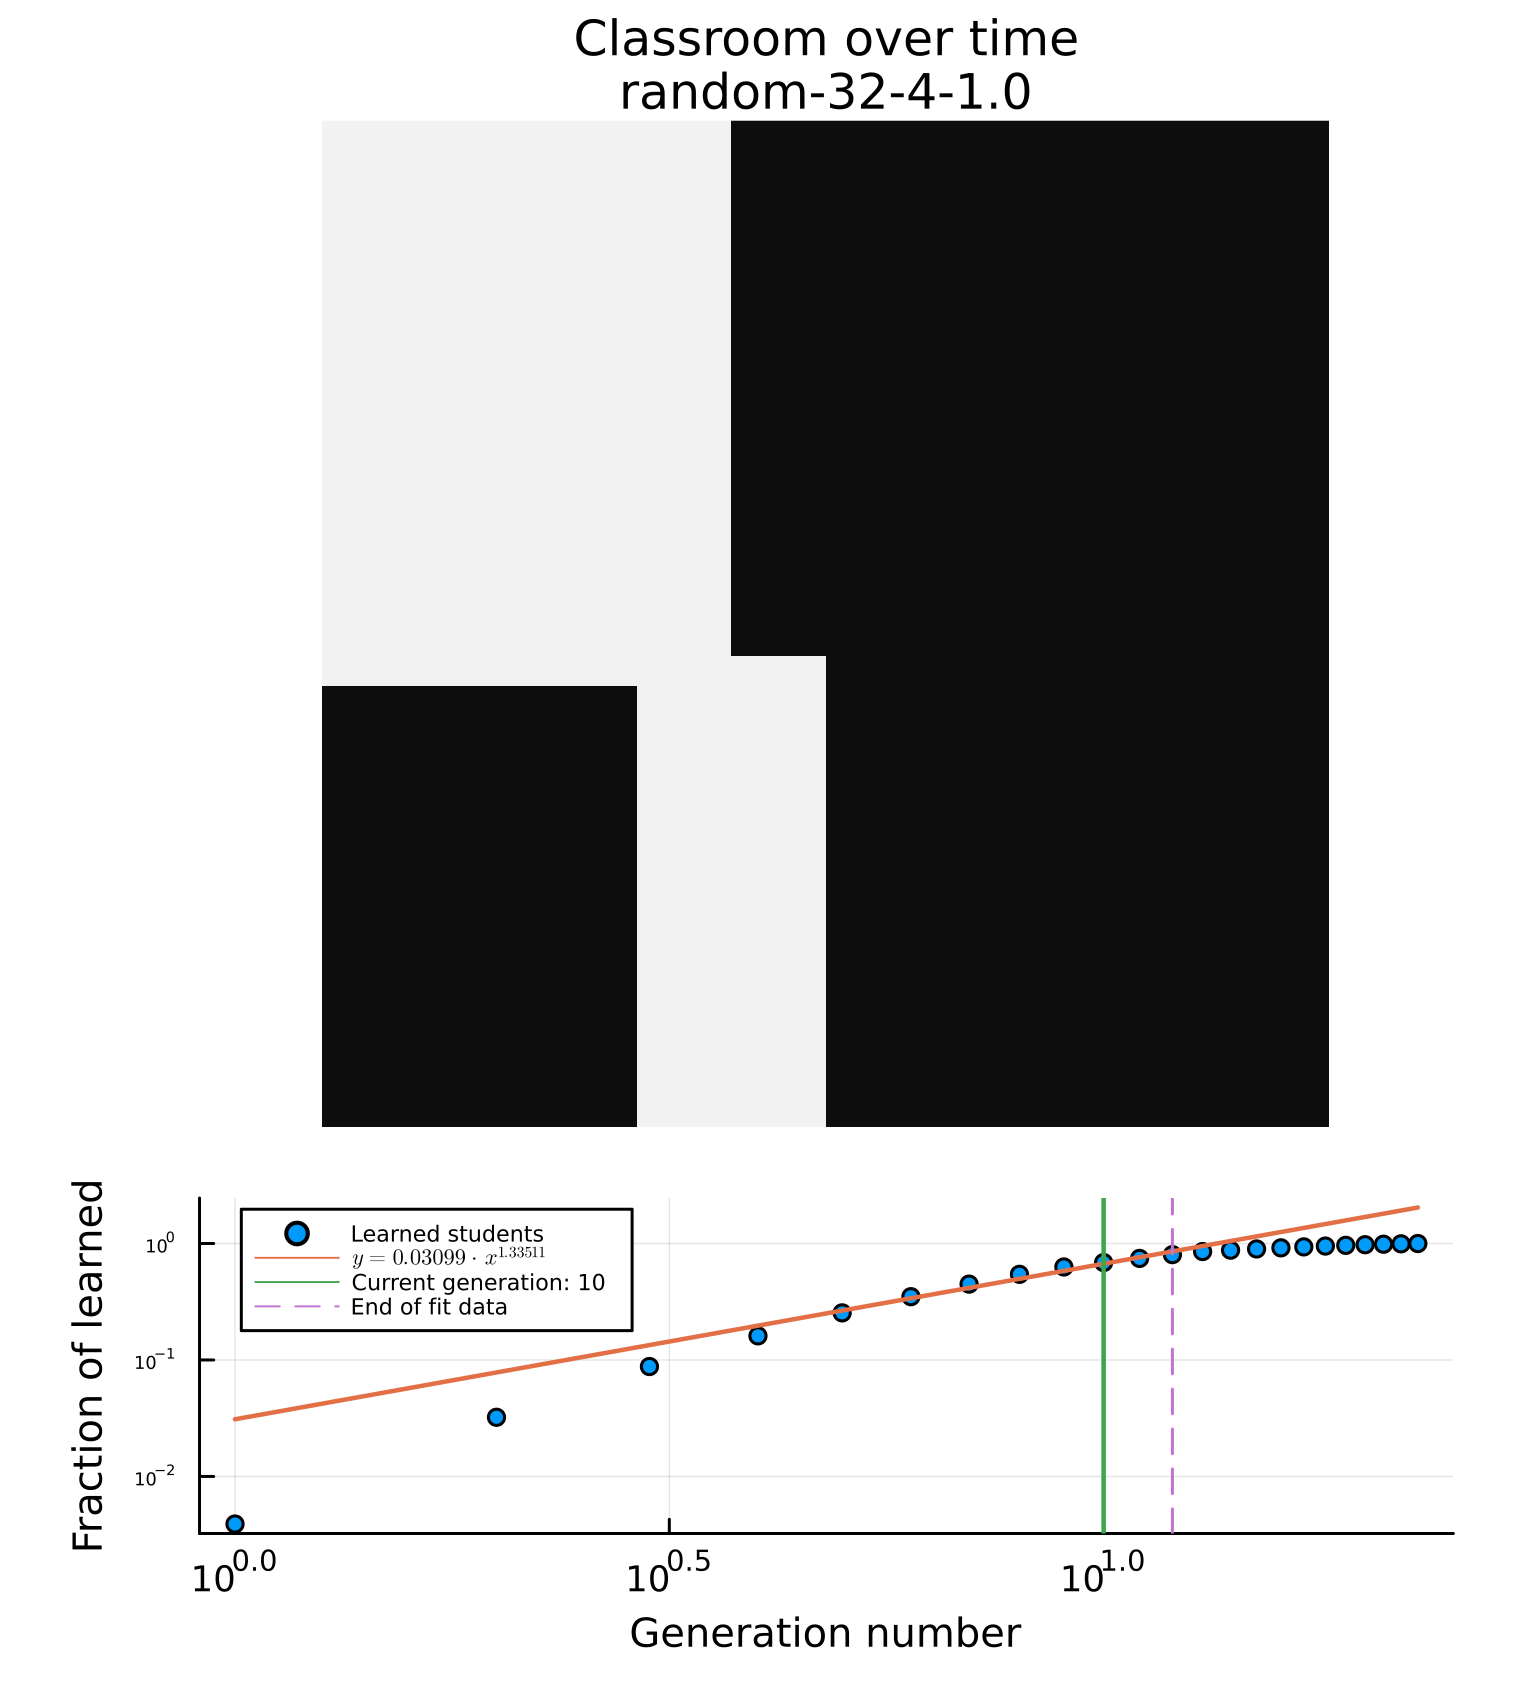 Classroom over time
random-32-4-1.0
Fraction of learned
10⁰
10⁻¹
10⁻²
Learned students
y = 0.03099 · x^1.33511
Current generation: 10
End of fit data
10^0.0
10^0.5
10^1.0
Generation number